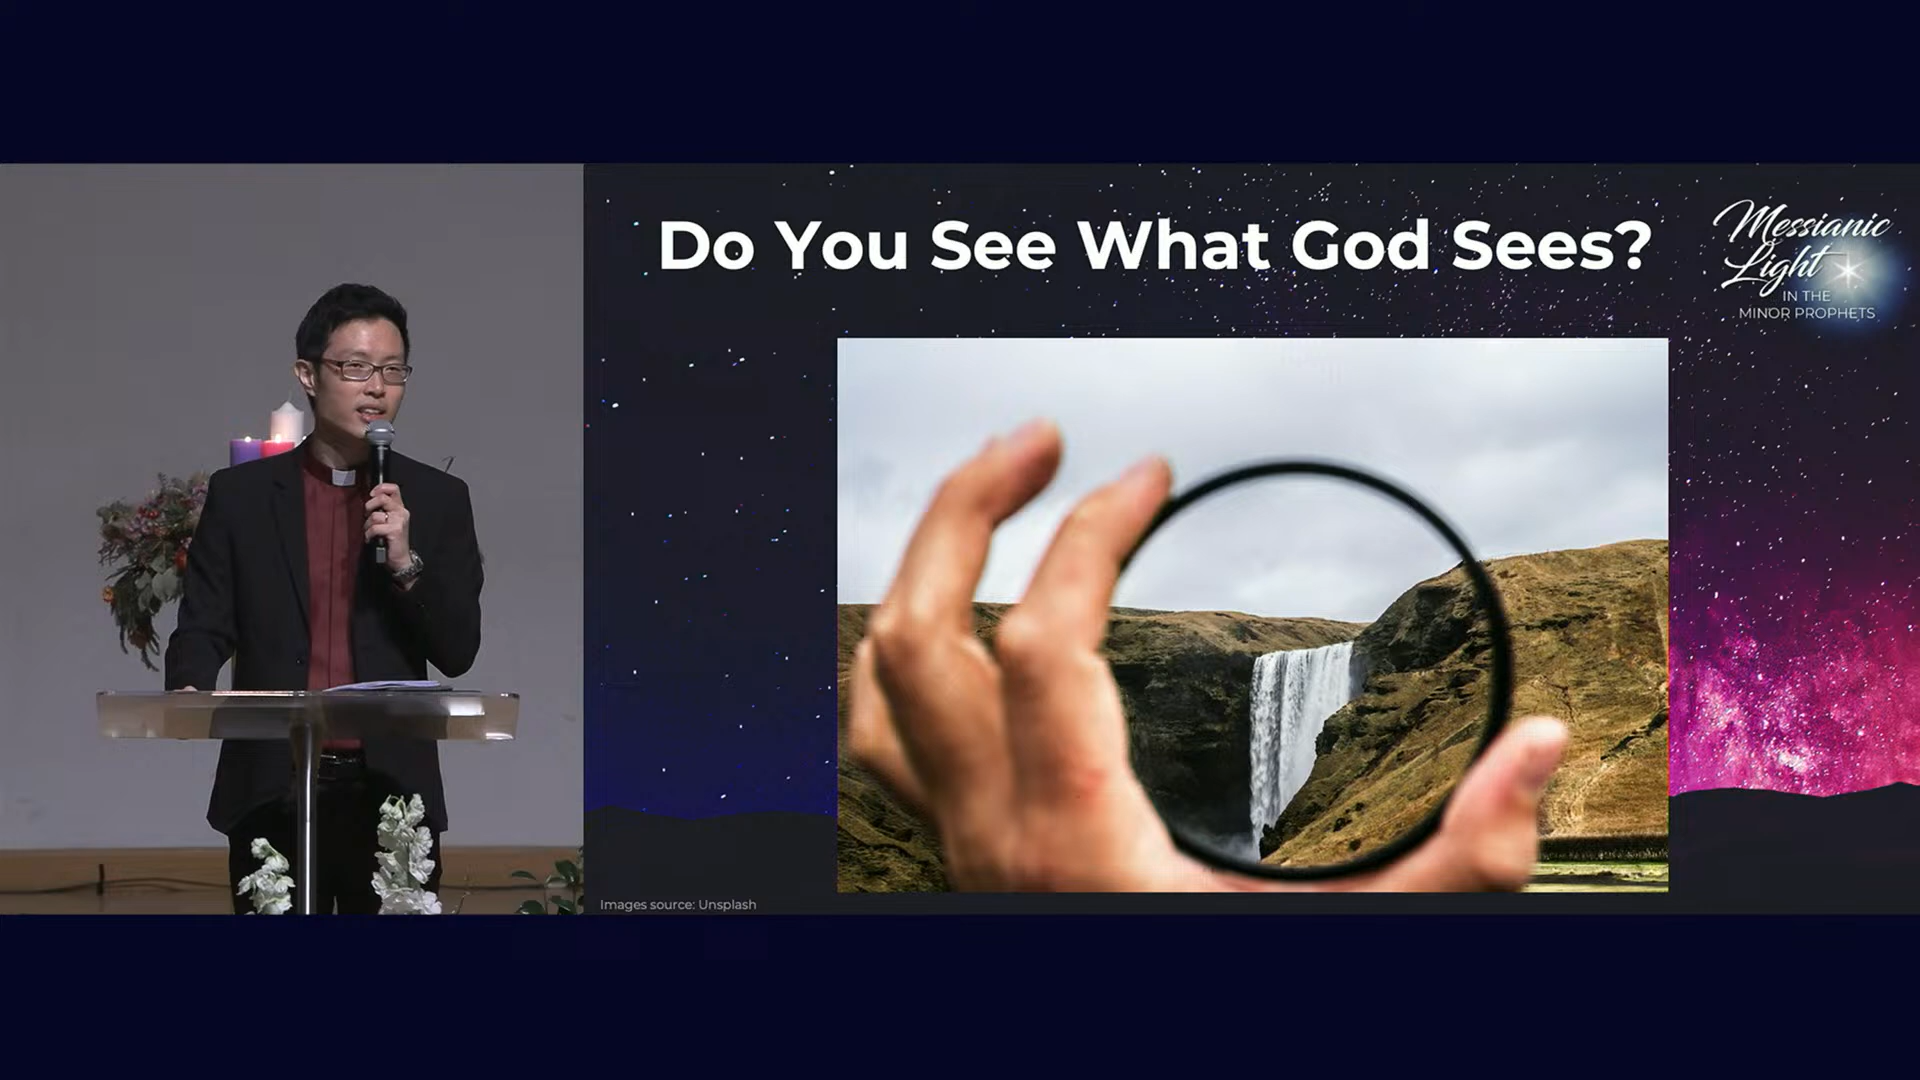 Do You See What God Sees?
Messianic
Light
IN THE
MINOR PROPHETS
Images source: Unsplash